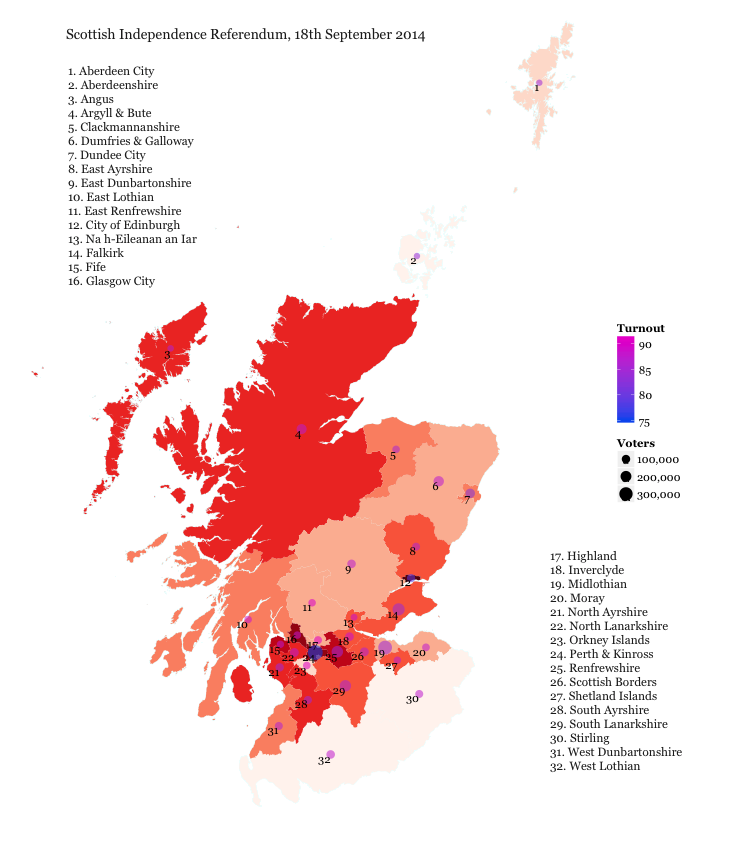 Scottish Independence Referendum, 18th September 2014
1. Aberdeen City
2. Aberdeenshire
3. Angus
4. Argyll & Bute
5. Clackmannanshire
6. Dumfries & Galloway
7. Dundee City
8. East Ayrshire
9. East Dunbartonshire
10. East Lothian
11. East Renfrewshire
12. City of Edinburgh
13. Na h-Eileanan an Iar
14. Falkirk
15. Fife
16. Glasgow City
1
2
3
4
5
6
7
8
9
12
11
14
10
13
16
17
18
15
22
24
25
26
19
20
21
23
27
28
29
30
31
32
Turnout
90
85
80
75
Voters
100,000
200,000
300,000
17. Highland
18. Inverclyde
19. Midlothian
20. Moray
21. North Ayrshire
22. North Lanarkshire
23. Orkney Islands
24. Perth & Kinross
25. Renfrewshire
26. Scottish Borders
27. Shetland Islands
28. South Ayrshire
29. South Lanarkshire
30. Stirling
31. West Dunbartonshire
32. West Lothian